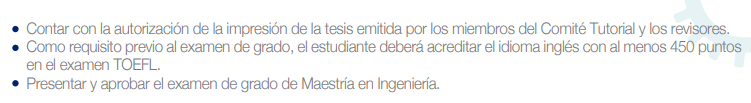 • Contar con la autorización de la impresión de la tesis emitida por los miembros del Comité Tutorial y los revisores.
• Como requisito previo al examen de grado, el estudiante deberá acreditar el idioma inglés con al menos 450 puntos
en el examen TOEFL.
• Presentar y aprobar el examen de grado de Maestría en Ingeniería.